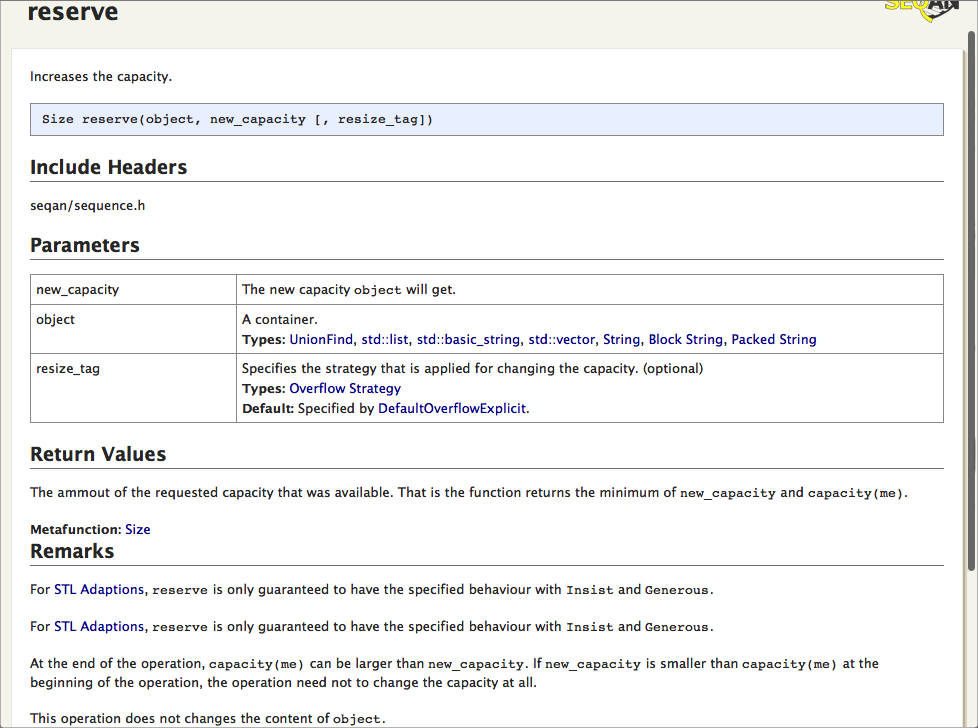 reserve
SEQAN
Increases the capacity.
Size reserve(object, new_capacity [, resize_tag])
Include Headers
seqan/sequence.h
Parameters
new_capacity The new capacity object will get.
object A container.
Types: UnionFind, std::list, std::basic_string, std::vector, String, Block String, Packed String
resize_tag Specifies the strategy that is applied for changing the capacity. (optional)
Types: Overflow Strategy
Default: Specified by DefaultOverflowExplicit.
Return Values
The ammout of the requested capacity that was available. That is the function returns the minimum of new_capacity and capacity(me).
Metafunction: Size
Remarks
For STL Adaptions, reserve is only guaranteed to have the specified behaviour with Insist and Generous.
For STL Adaptions, reserve is only guaranteed to have the specified behaviour with Insist and Generous.
At the end of the operation, capacity(me) can be larger than new_capacity. If new_capacity is smaller than capacity(me) at the
beginning of the operation, the operation need not to change the capacity at all.
This operation does not changes the content of object.